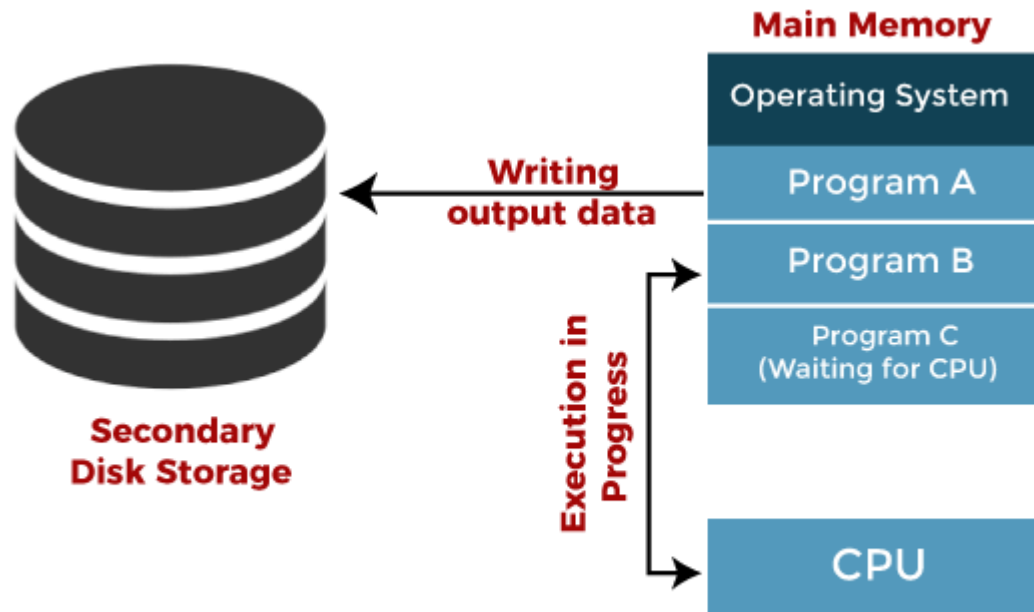 Main Memory
Operating System
Program A
Writing
output data
Program B
Program C
(Waiting for CPU)
Execution in
Progress
Secondary
Disk Storage
CPU